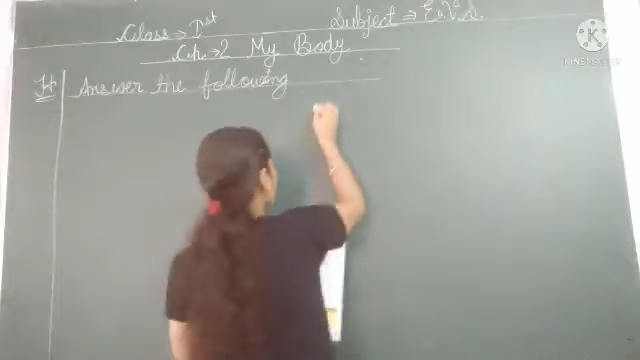 Class → Ist Subject ⇒ E.V.S.
Ch → 2 My Body
Answer the following
KINEMASTER